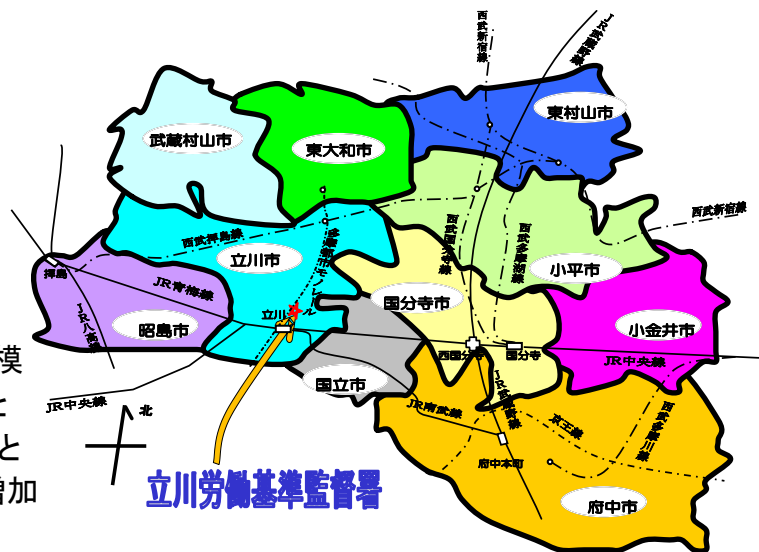 西武新宿線
JR武蔵野線
東村山市
武蔵村山市
東大和市
西武新宿線
西武国分寺線
西武多摩湖線
西武拝島線
多摩都市モノレール
立川市
小平市
拝島
JR青梅線
国分寺市
立川
昭島市
JR八高線
小金井市
西国分寺
国分寺
JR中央線
模
国立市
JR武蔵野線
JR中央線
JR南武線
京王線
西武多摩川線
北
と
と
府中本町
増加
立川労働基準監督署
府中市